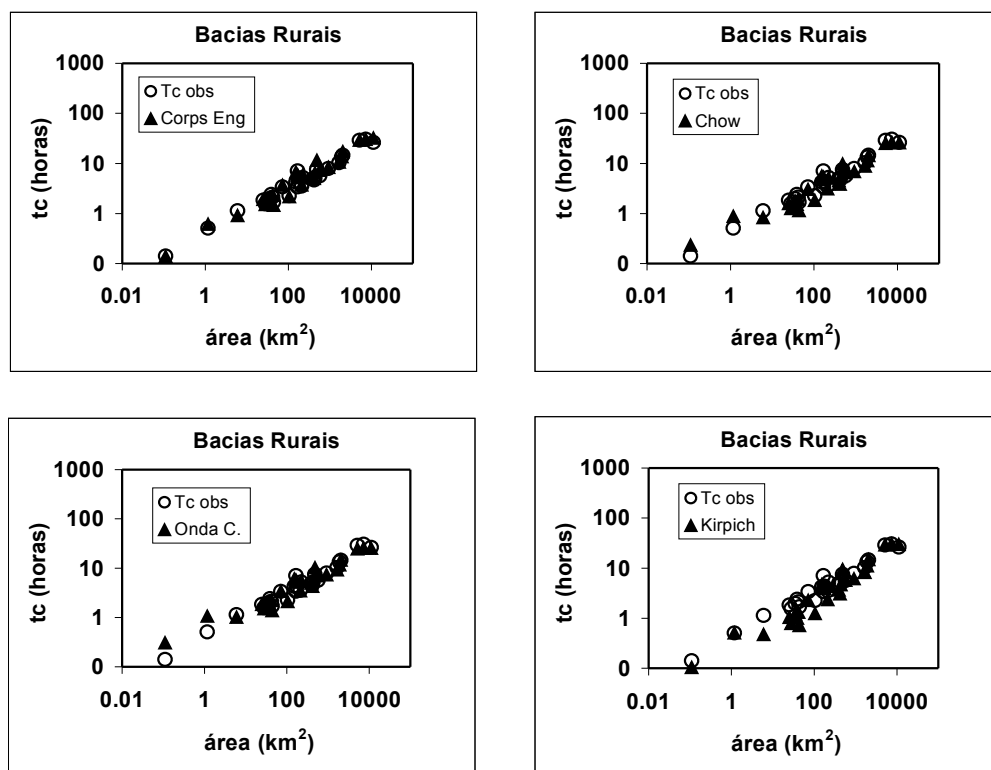 Bacias Rurais
1000
100
10
1
0
0.01
1
100
10000
tc (horas)
área (km²)
Tc obs
Corps Eng
Bacias Rurais
1000
100
10
1
0
0.01
1
100
10000
tc (horas)
área (km²)
Tc obs
Chow
Bacias Rurais
1000
100
10
1
0
0.01
1
100
10000
tc (horas)
área (km²)
Tc obs
Onda C.
Bacias Rurais
1000
100
10
1
0
0.01
1
100
10000
tc (horas)
área (km²)
Tc obs
Kirpich